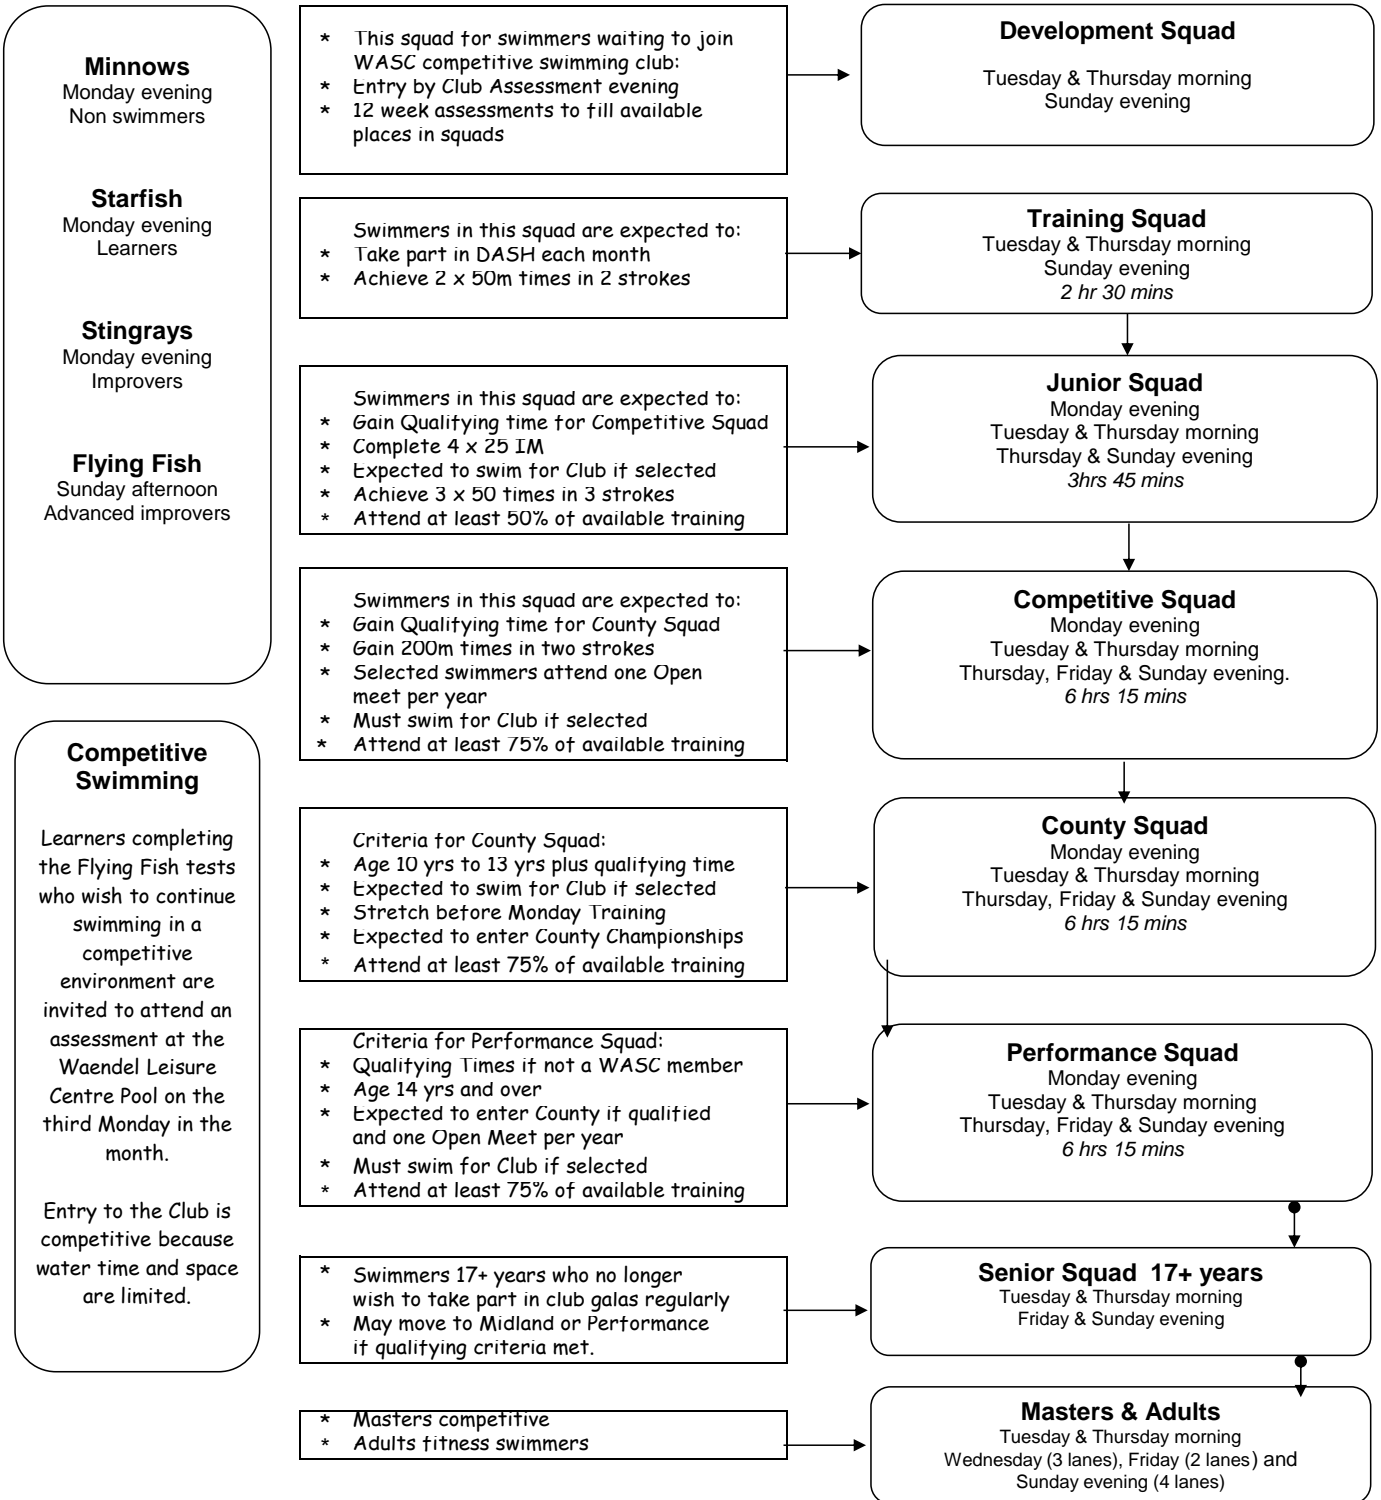 Minnows
Monday evening
Non swimmers
Starfish
Monday evening
Learners
Stingrays
Monday evening
Improvers
Flying Fish
Sunday afternoon
Advanced improvers
Competitive
Swimming
Learners completing
the Flying Fish tests
who wish to continue
swimming in a
competitive
environment are
invited to attend an
assessment at the
Waendel Leisure
Centre Pool on the
third Monday in the
month.
Entry to the Club is
competitive because
water time and space
are limited.
* This squad for swimmers waiting to join
WASC competitive swimming club:
* Entry by Club Assessment evening
* 12 week assessments to fill available
places in squads
Development Squad
Tuesday & Thursday morning
Sunday evening
Swimmers in this squad are expected to:
* Take part in DASH each month
* Achieve 2 x 50m times in 2 strokes
Training Squad
Tuesday & Thursday morning
Sunday evening
2 hr 30 mins
Swimmers in this squad are expected to:
* Gain Qualifying time for Competitive Squad
* Complete 4 x 25 IM
* Expected to swim for Club if selected
* Achieve 3 x 50 times in 3 strokes
* Attend at least 50% of available training
Junior Squad
Monday evening
Tuesday & Thursday morning
Thursday & Sunday evening
3hrs 45 mins
Swimmers in this squad are expected to:
* Gain Qualifying time for County Squad
* Gain 200m times in two strokes
* Selected swimmers attend one Open
meet per year
* Must swim for Club if selected
* Attend at least 75% of available training
Competitive Squad
Monday evening
Tuesday & Thursday morning
Thursday, Friday & Sunday evening.
6 hrs 15 mins
Criteria for County Squad:
* Age 10 yrs to 13 yrs plus qualifying time
* Expected to swim for Club if selected
* Stretch before Monday Training
* Expected to enter County Championships
* Attend at least 75% of available training
County Squad
Monday evening
Tuesday & Thursday morning
Thursday, Friday & Sunday evening
6 hrs 15 mins
Criteria for Performance Squad:
* Qualifying Times if not a WASC member
* Age 14 yrs and over
* Expected to enter County if qualified
and one Open Meet per year
* Must swim for Club if selected
* Attend at least 75% of available training
Performance Squad
Monday evening
Tuesday & Thursday morning
Thursday, Friday & Sunday evening
6 hrs 15 mins
* Swimmers 17+ years who no longer
wish to take part in club galas regularly
* May move to Midland or Performance
if qualifying criteria met.
Senior Squad 17+ years
Tuesday & Thursday morning
Friday & Sunday evening
* Masters competitive
* Adults fitness swimmers
Masters & Adults
Tuesday & Thursday morning
Wednesday (3 lanes), Friday (2 lanes) and
Sunday evening (4 lanes)